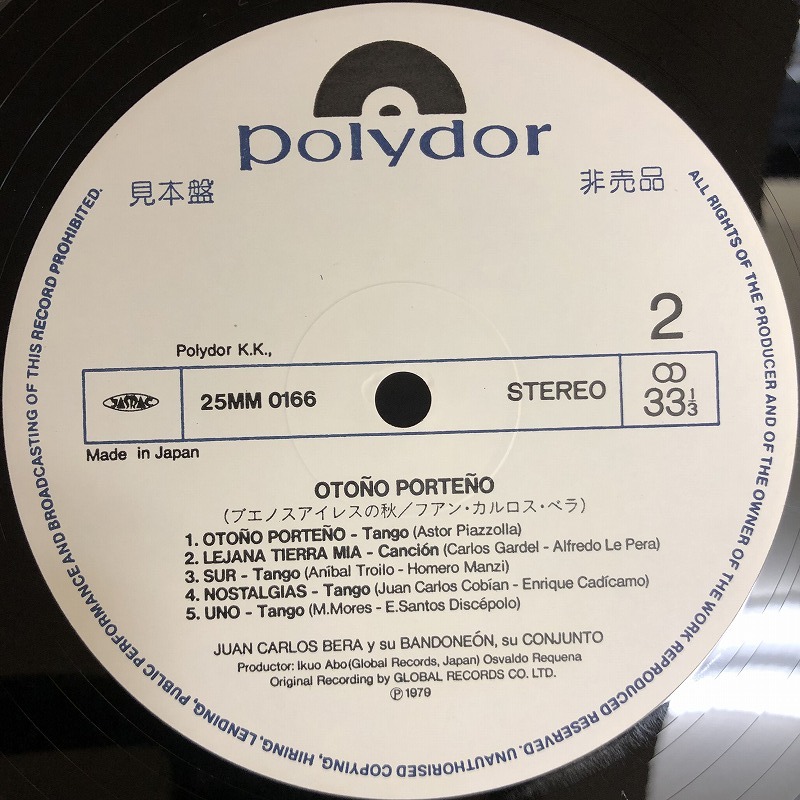 polydor
見本盤
非売品
2
Polydor K.K.,
JASRAC
25MM 0166
STEREO
33 1/3
Made in Japan
OTOÑO PORTEÑO
(ブエノスアイレスの秋/フアン・カルロス・ベラ)
1. OTOÑO PORTEÑO - Tango (Astor Piazzolla)
2. LEJANA TIERRA MIA - Canción (Carlos Gardel - Alfredo Le Pera)
3. SUR - Tango (Aníbal Troilo - Homero Manzi)
4. NOSTALGIAS - Tango (Juan Carlos Cobían - Enrique Cadícamo)
5. UNO - Tango (M.Mores - E.Santos Discépolo)
JUAN CARLOS BERA y su BANDONEÓN, su CONJUNTO
Productor: Ikuo Abo(Global Records, Japan) Osvaldo Requena
Original Recording by GLOBAL RECORDS CO. LTD.
Ⓟ1979
ALL RIGHTS OF THE PRODUCER AND OF THE OWNER OF THE WORK REPRODUCED RESERVED. UNAUTHORISED COPYING, HIRING, LENDING, PUBLIC PERFORMANCE AND BROADCASTING OF THIS RECORD PROHIBITED.